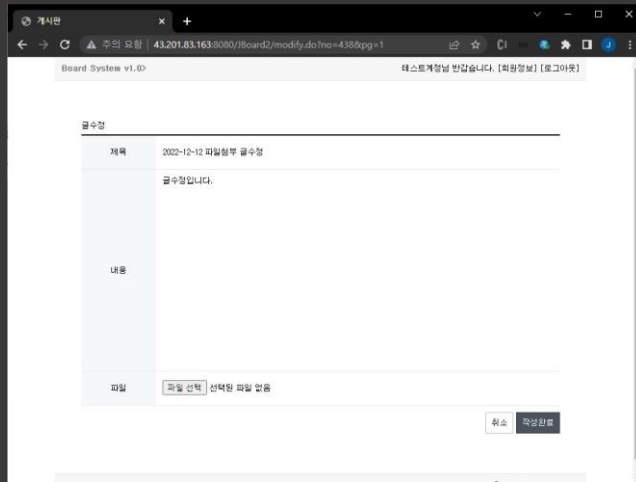 게시판
주의 요함 | 43.201.83.163:8080/JBoard2/modify.do?no=438&pg=1
Board System v1.0>
테스트계정님 반갑습니다. [회원정보] [로그아웃]
글수정
제목
2022-12-12 파일첨부 글수정
내용
글수정입니다.
파일
파일 선택 선택된 파일 없음
취소
작성완료